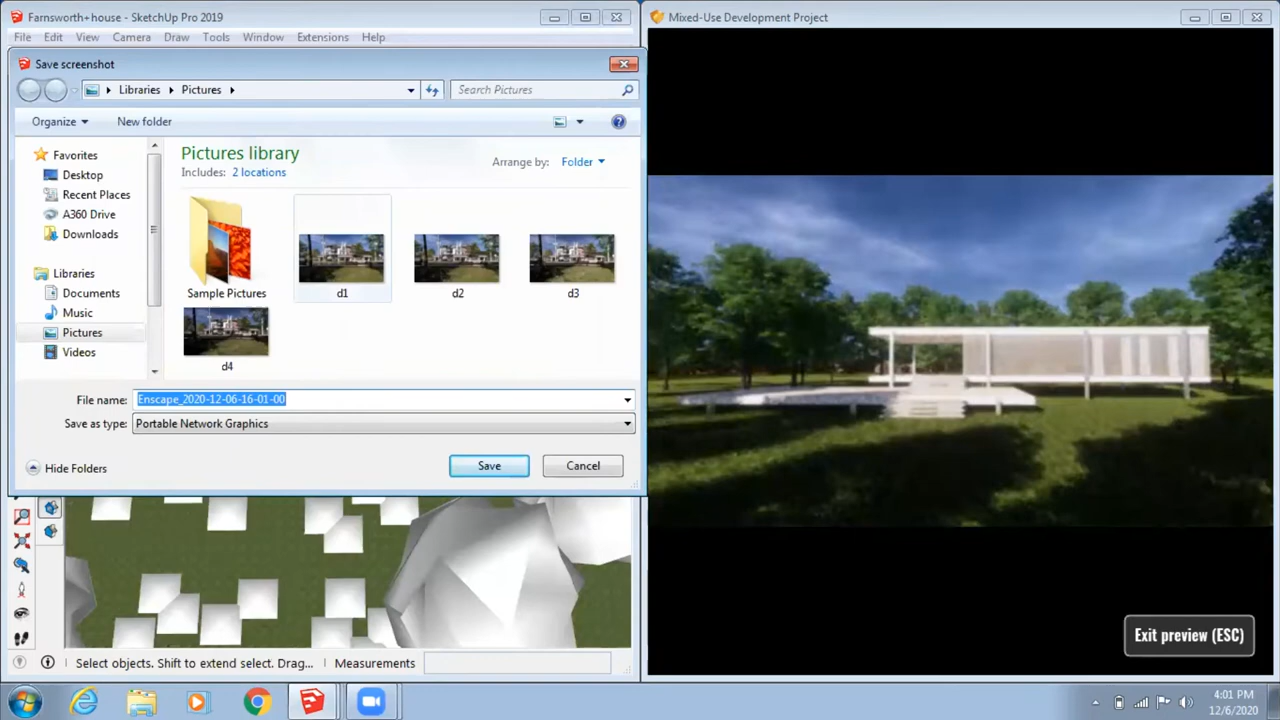 Farnsworth+house - SketchUp Pro 2019
File Edit View Camera Draw Tools Window Extensions Help
Save screenshot
Libraries Pictures
Search Pictures
Organize New folder
Favorites
Desktop
Recent Places
A360 Drive
Downloads
Libraries
Documents
Music
Pictures
Videos
Pictures library
Includes: 2 locations
Arrange by: Folder
Sample Pictures
d1
d2
d3
d4
File name: Enscape_2020-12-06-16-01-00
Save as type: Portable Network Graphics
Hide Folders
Save
Cancel
Select objects. Shift to extend select. Drag... Measurements
Mixed-Use Development Project
Exit preview (ESC)
4:01 PM
12/6/2020